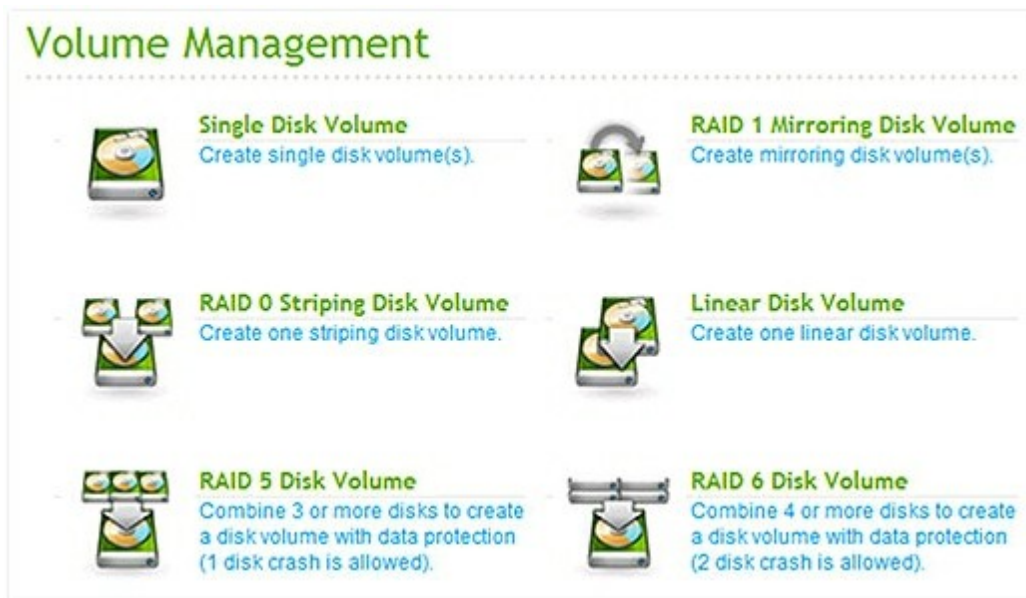 Volume Management
Single Disk Volume
Create single disk volume(s).
RAID 1 Mirroring Disk Volume
Create mirroring disk volume(s).
RAID 0 Striping Disk Volume
Create one striping disk volume.
Linear Disk Volume
Create one linear disk volume.
RAID 5 Disk Volume
Combine 3 or more disks to create
a disk volume with data protection
(1 disk crash is allowed).
RAID 6 Disk Volume
Combine 4 or more disks to create
a disk volume with data protection
(2 disk crash is allowed).